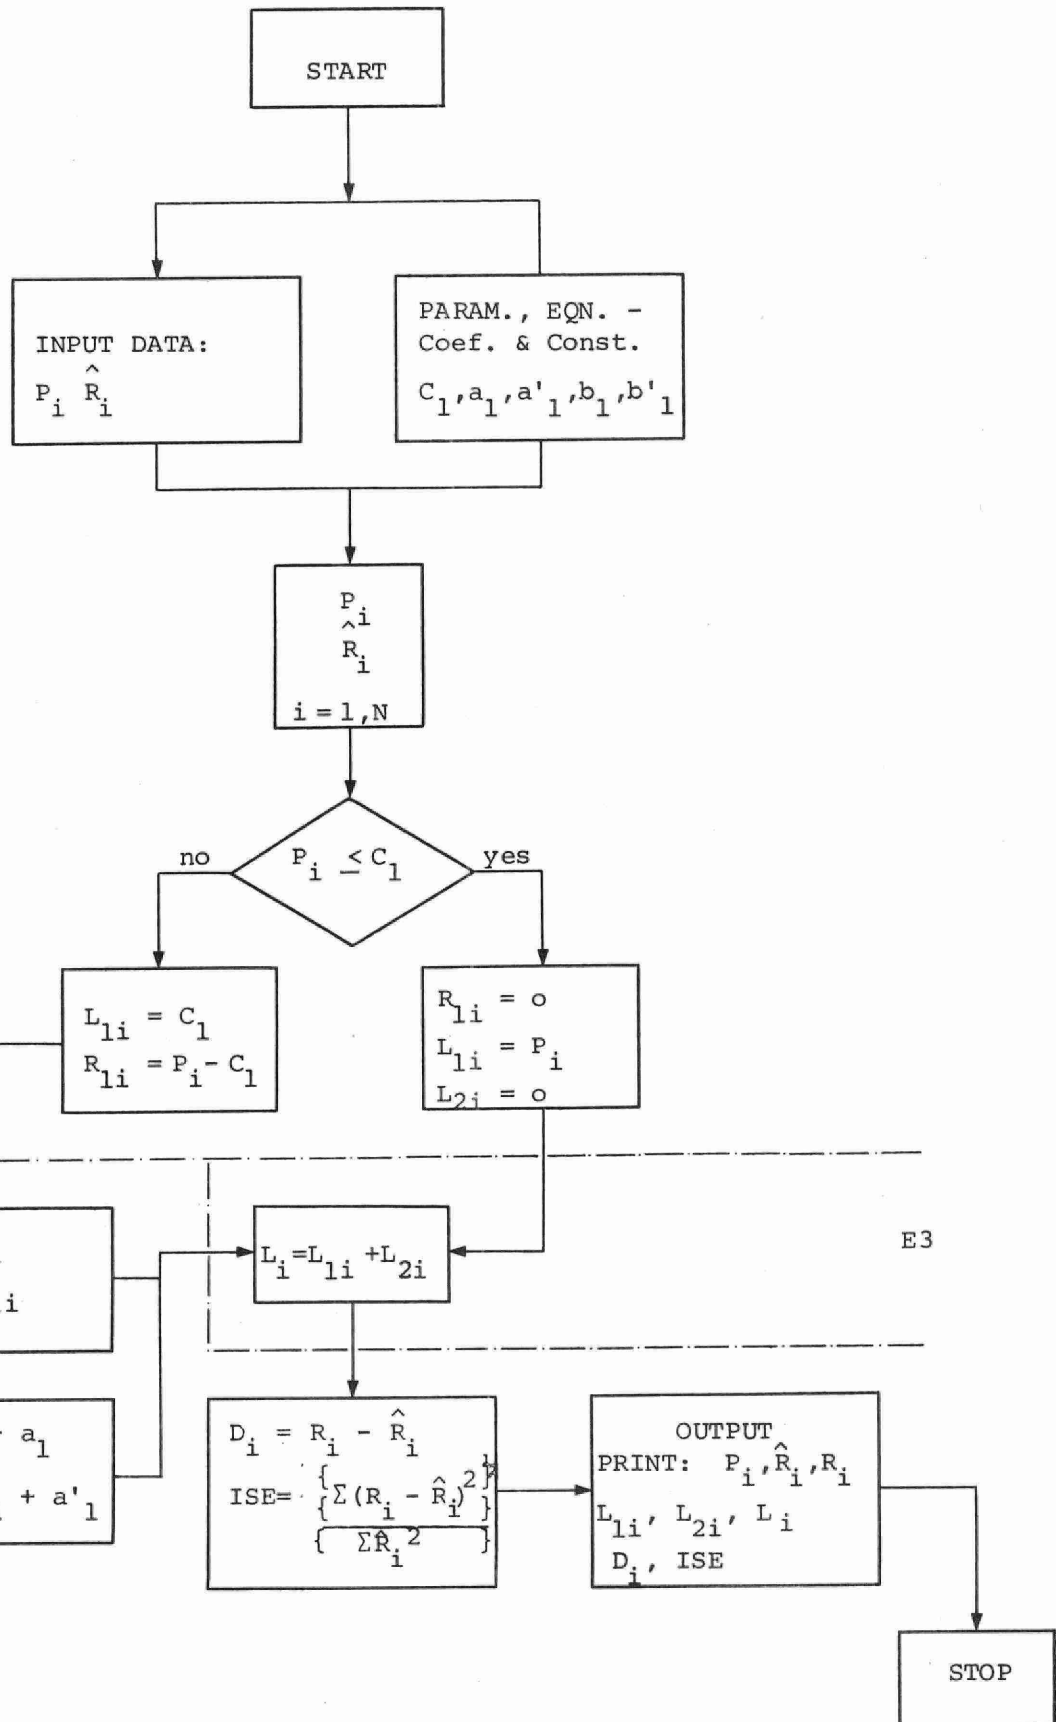 START
INPUT DATA:
P_i R̂_i
PARAM., EQN. -
Coef. & Const.
C_1,a_1,a'_1,b_1,b'_1
P_i
R̂_i
i = 1,N
no
P_i ≤ C_1
yes
L_1i = C_1
R_1i = P_i - C_1
R_1i = o
L_1i = P_i
L_2i = o
E3
L_i=L_1i +L_2i
a_1
+ a'_1
D_i = R_i - R̂_i
ISE= {Σ(R_i - R̂_i)^2}^½
{ΣR̂_i^2}
OUTPUT
PRINT: P_i,R̂_i,R_i
L_1i, L_2i, L_i
D_i, ISE
STOP